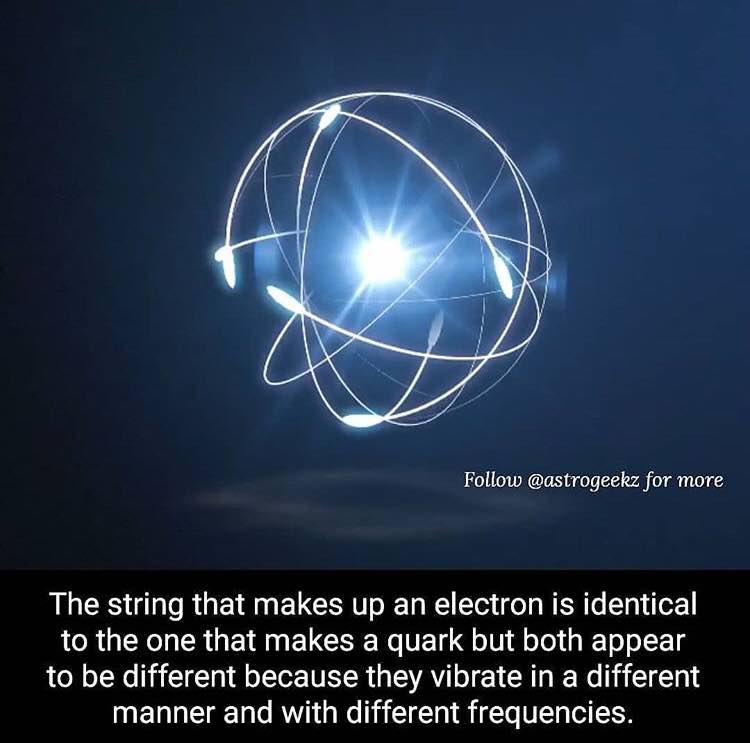 Follow @astrogeekz for more
The string that makes up an electron is identical
to the one that makes a quark but both appear
to be different because they vibrate in a different
manner and with different frequencies.